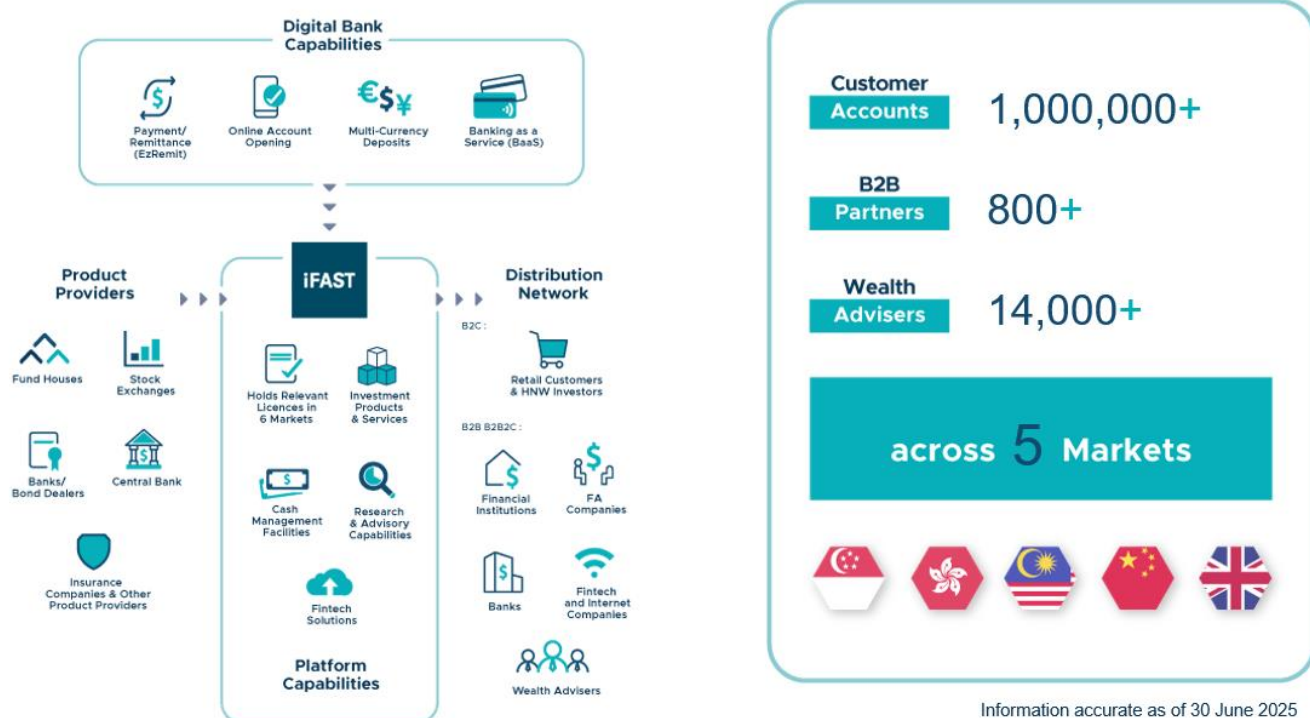 Digital Bank
Capabilities
Payment/
Remittance
(EzRemit)
Online Account
Opening
€$¥
Multi-Currency
Deposits
Banking as a
Service (BaaS)
Product
Providers
Fund Houses
Stock
Exchanges
Banks/
Bond Dealers
Central Bank
Insurance
Companies & Other
Product Providers
iFAST
Holds Relevant
Licences in
6 Markets
Investment
Products
& Services
Cash
Management
Facilities
Research
& Advisory
Capabilities
Fintech
Solutions
Platform
Capabilities
Distribution
Network
B2C :
Retail Customers
& HNW Investors
B2B B2B2C :
Financial
Institutions
FA
Companies
Banks
Fintech
and Internet
Companies
Wealth Advisers
Customer
Accounts
1,000,000+
B2B
Partners
800+
Wealth
Advisers
14,000+
across 5 Markets
Information accurate as of 30 June 2025